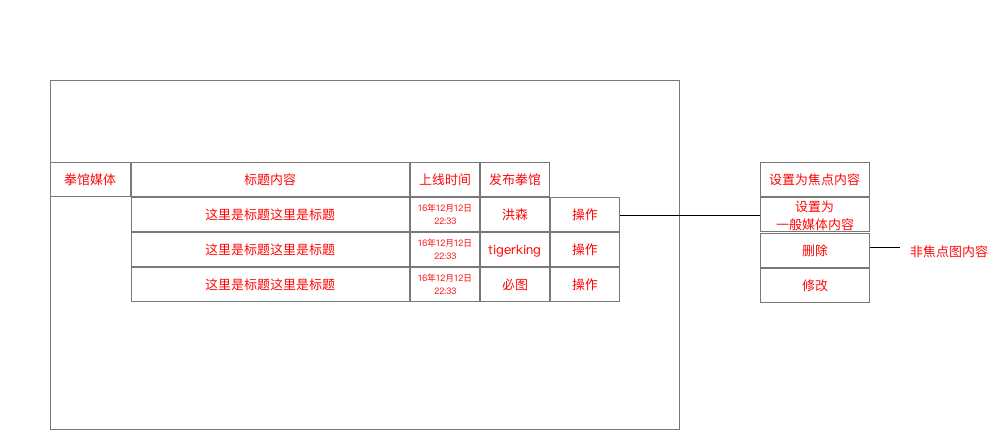 拳馆媒体 标题内容 上线时间 发布拳馆
这里是标题这里是标题 16年12月12日 22:33 洪森 操作
这里是标题这里是标题 16年12月12日 22:33 tigerking 操作
这里是标题这里是标题 16年12月12日 22:33 必图 操作
设置为焦点内容
设置为
一般媒体内容
删除
非焦点图内容
修改